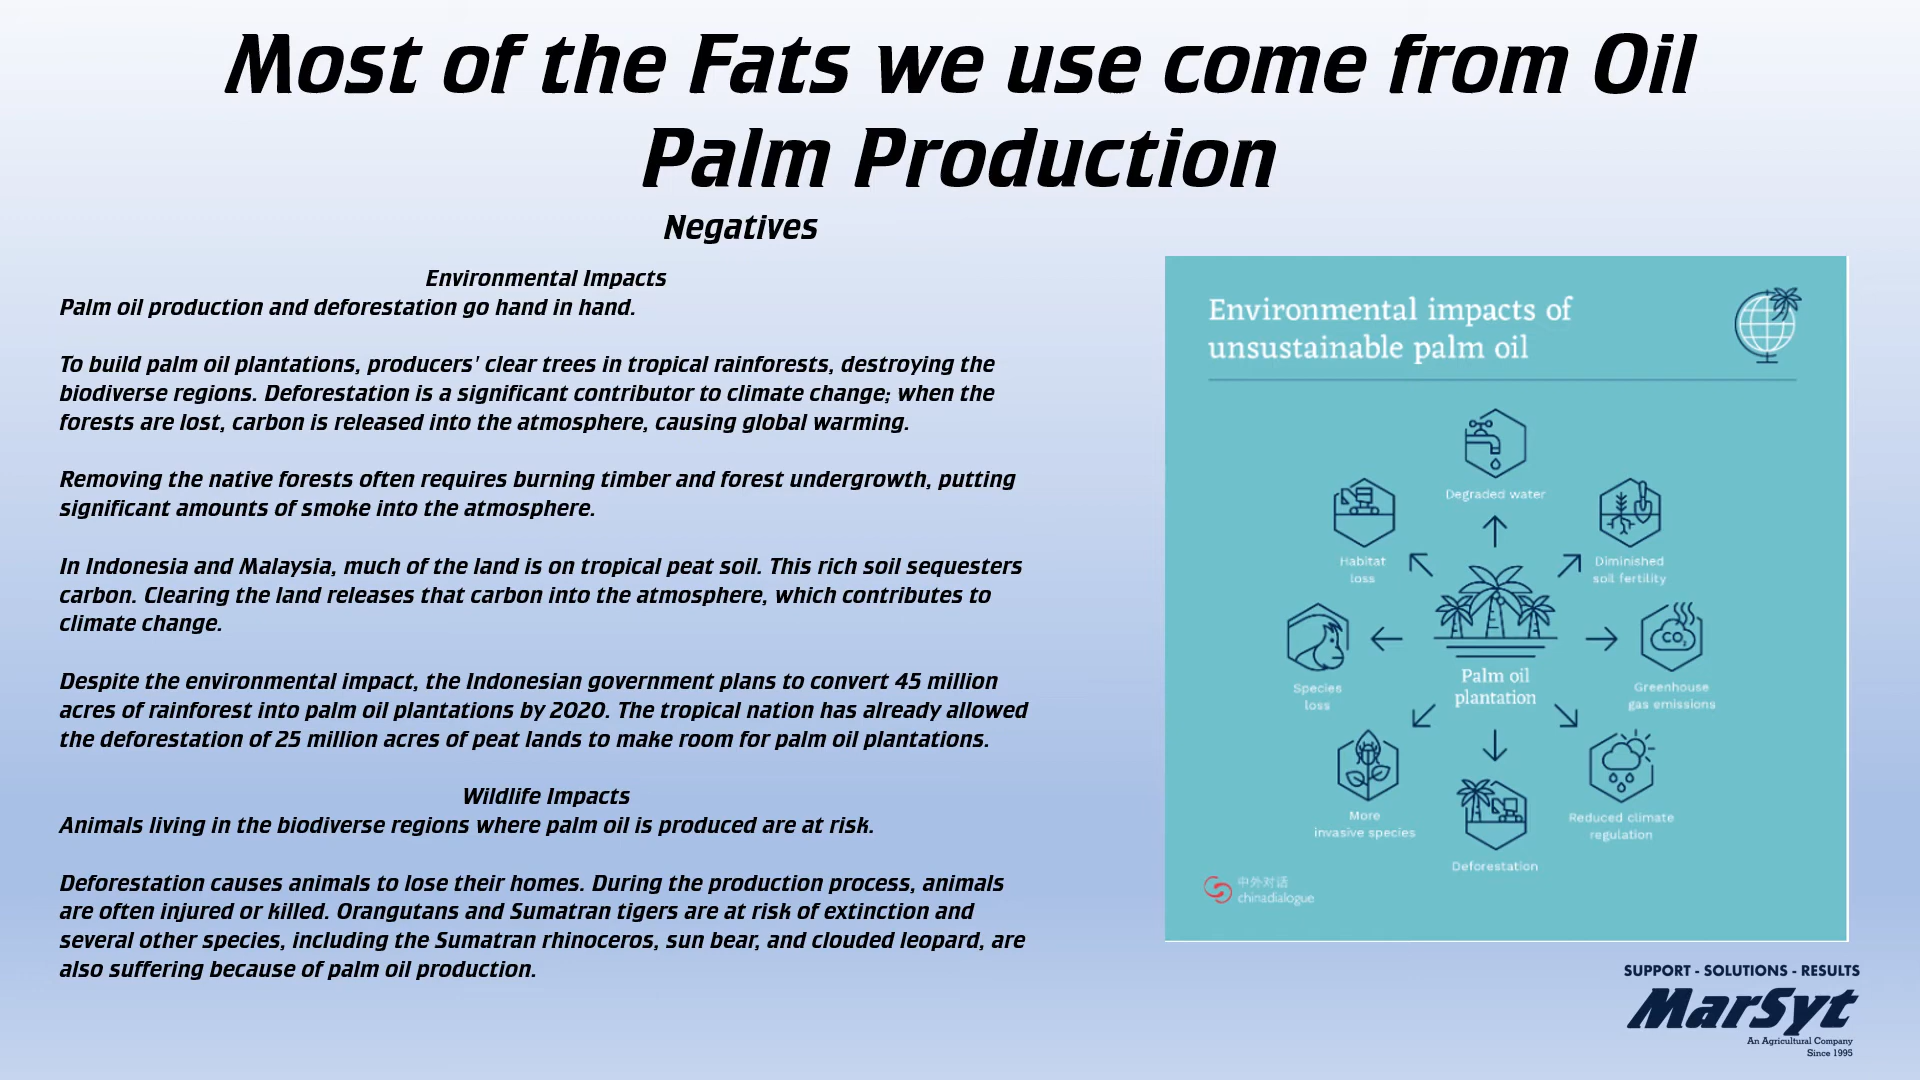 Most of the Fats we use come from Oil
Palm Production
Negatives
Environmental Impacts
Palm oil production and deforestation go hand in hand.
To build palm oil plantations, producers' clear trees in tropical rainforests, destroying the
biodiverse regions. Deforestation is a significant contributor to climate change; when the
forests are lost, carbon is released into the atmosphere, causing global warming.
Removing the native forests often requires burning timber and forest undergrowth, putting
significant amounts of smoke into the atmosphere.
In Indonesia and Malaysia, much of the land is on tropical peat soil. This rich soil sequesters
carbon. Clearing the land releases that carbon into the atmosphere, which contributes to
climate change.
Despite the environmental impact, the Indonesian government plans to convert 45 million
acres of rainforest into palm oil plantations by 2020. The tropical nation has already allowed
the deforestation of 25 million acres of peat lands to make room for palm oil plantations.
Wildlife Impacts
Animals living in the biodiverse regions where palm oil is produced are at risk.
Deforestation causes animals to lose their homes. During the production process, animals
are often injured or killed. Orangutans and Sumatran tigers are at risk of extinction and
several other species, including the Sumatran rhinoceros, sun bear, and clouded leopard, are
also suffering because of palm oil production.
Environmental impacts of
unsustainable palm oil
Degraded water
Habitat
loss
Diminished
soil fertility
Species
loss
Palm oil
plantation
CO2
Greenhouse
gas emissions
More
invasive species
Reduced climate
regulation
Deforestation
中外对话
chinadialogue
SUPPORT - SOLUTIONS - RESULTS
MarSyt
An Agricultural Company
Since 1995